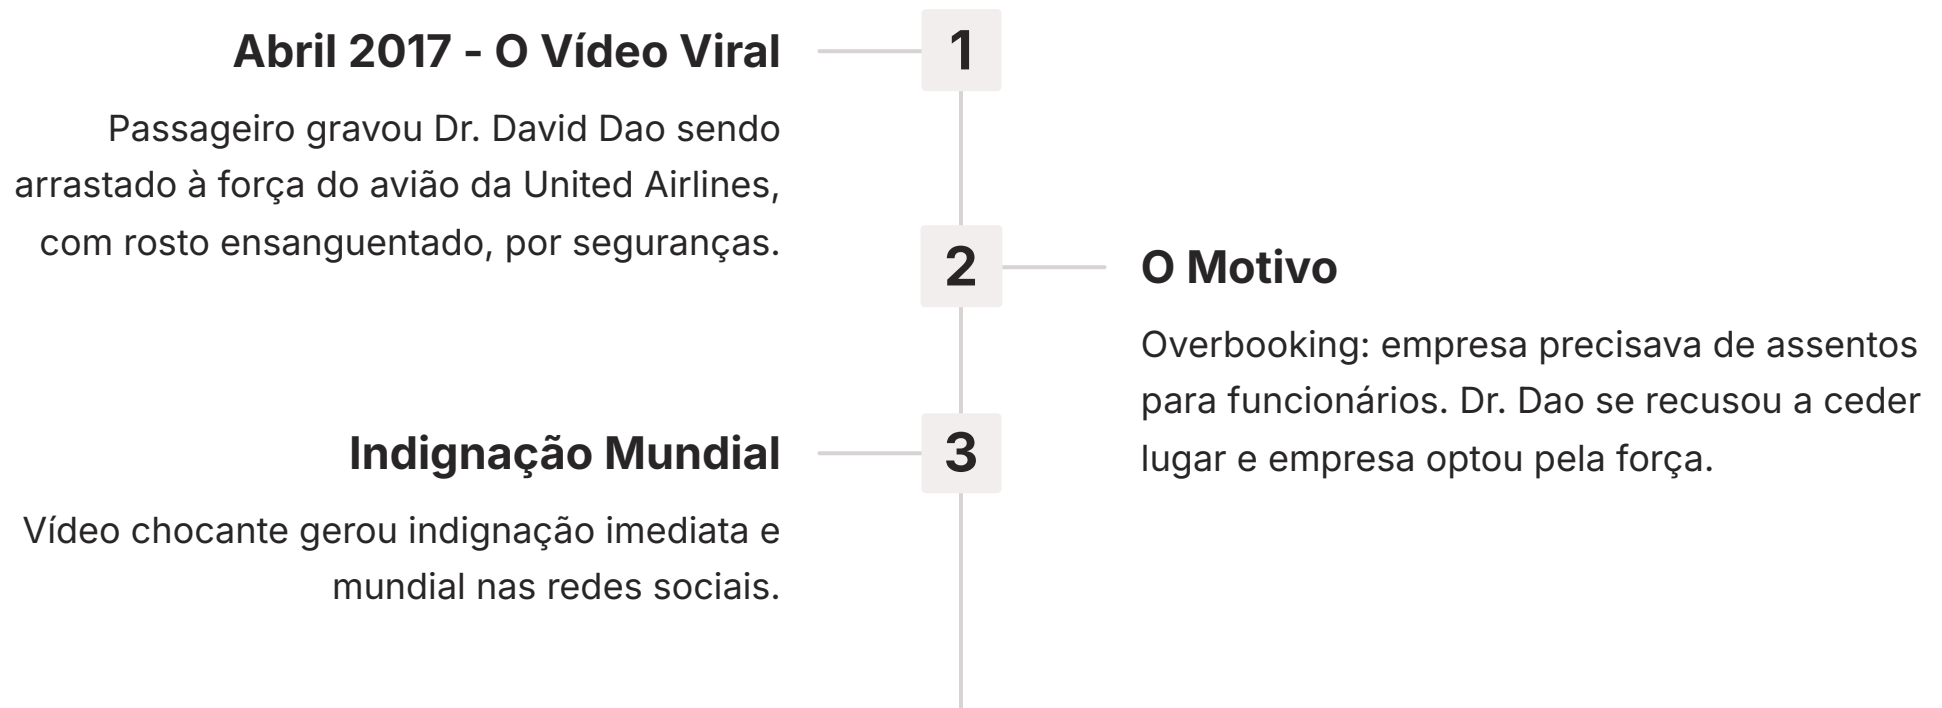 1
Abril 2017 - O Vídeo Viral
Passageiro gravou Dr. David Dao sendo
arrastado à força do avião da United Airlines,
com rosto ensanguentado, por seguranças.
2
O Motivo
Overbooking: empresa precisava de assentos
para funcionários. Dr. Dao se recusou a ceder
lugar e empresa optou pela força.
3
Indignação Mundial
Vídeo chocante gerou indignação imediata e
mundial nas redes sociais.